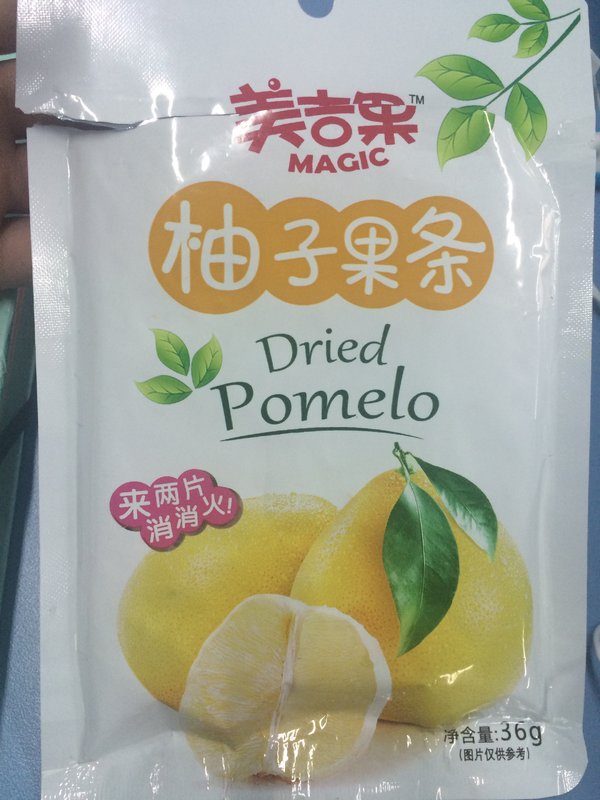 美吉果™
MAGIC
柚子果条
Dried
Pomelo
来两片
消消火!
净含量:36g
(图片仅供参考)